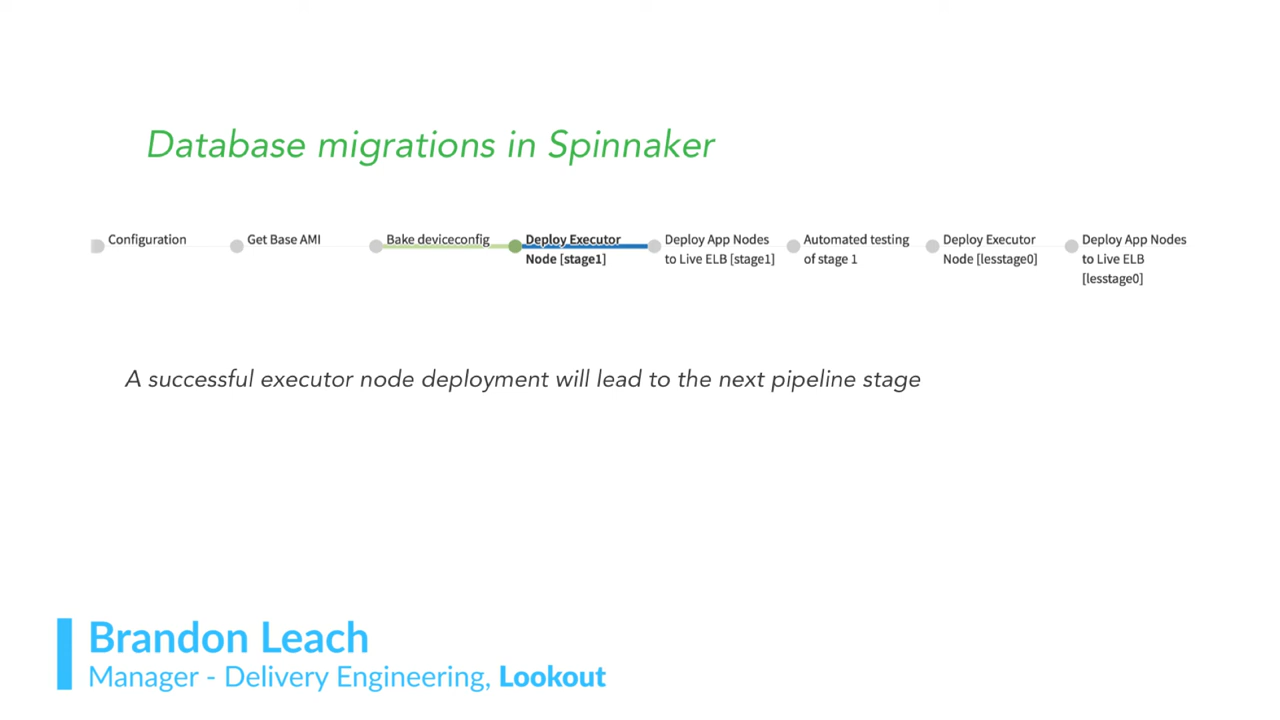 Database migrations in Spinnaker
Configuration
Get Base AMI
Bake deviceconfig
Deploy Executor
Node [stage1]
Deploy App Nodes
to Live ELB [stage1]
Automated testing
of stage 1
Deploy Executor
Node [lesstage0]
Deploy App Nodes
to Live ELB
[lesstage0]
A successful executor node deployment will lead to the next pipeline stage
Brandon Leach
Manager - Delivery Engineering, Lookout